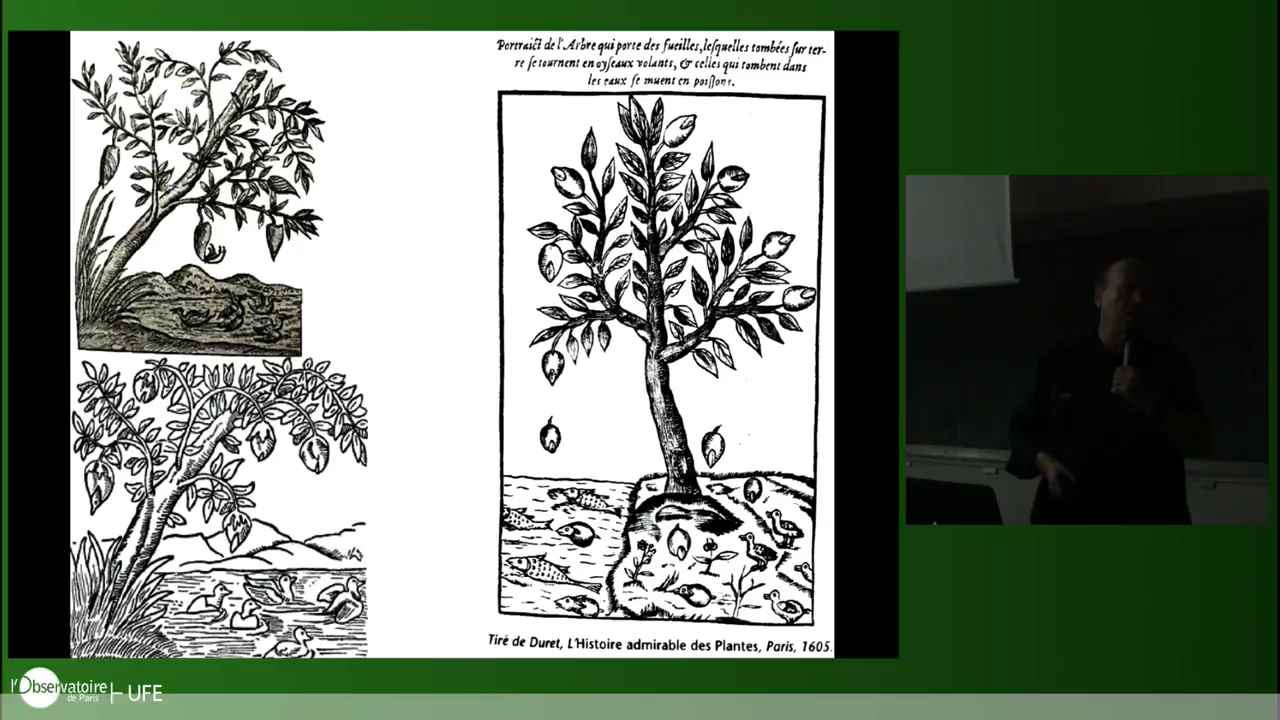 Portraict de l'Arbre qui porte des fueilles, lesquelles tombées sur ter-
re se tournent en oyseaux volants, & celles qui tombent dans
les eaux se muent en poissons.
Tiré de Duret, L'Histoire admirable des Plantes, Paris, 1605.
l'Observatoire
de Paris
UFE